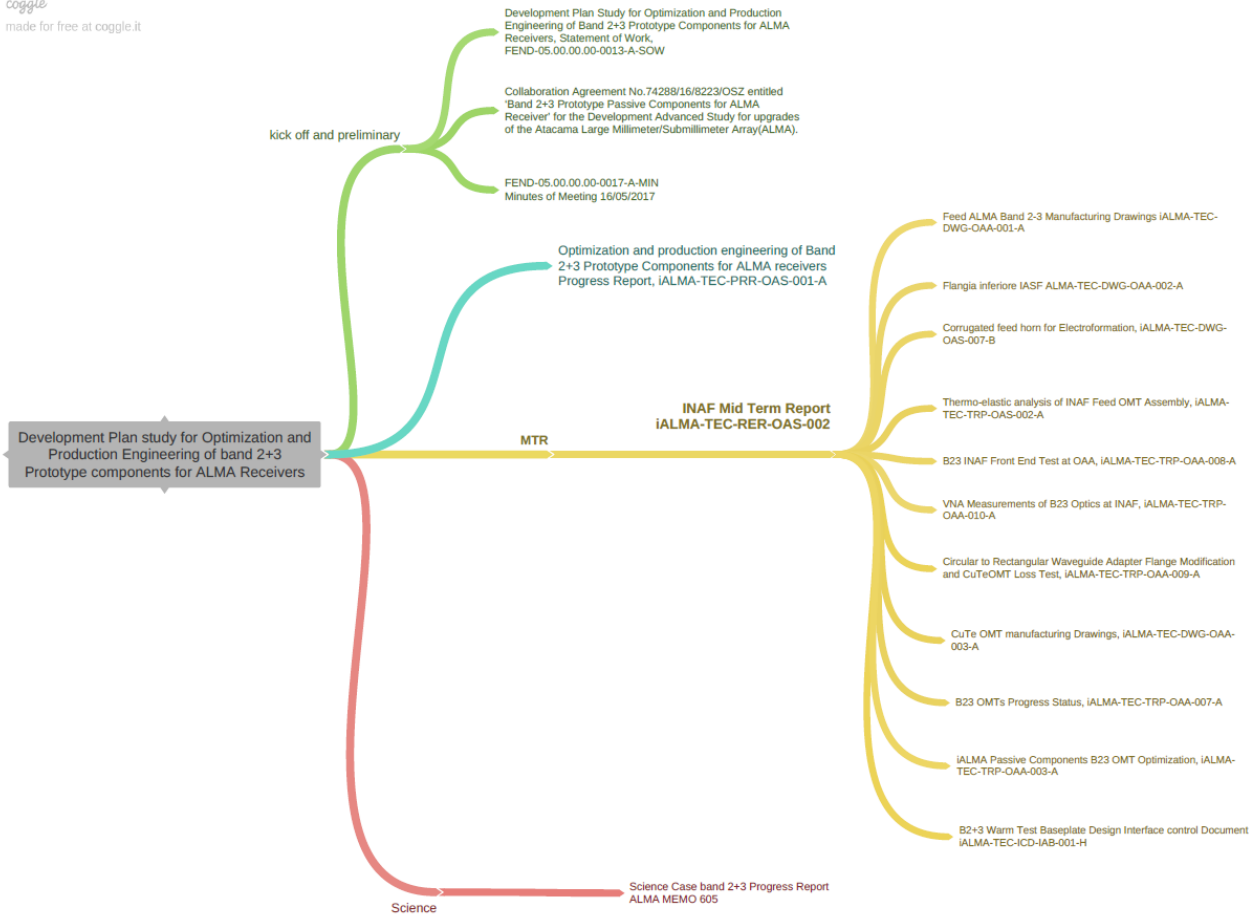 coggle
made for free at coggle.it
Development Plan Study for Optimization and Production
Engineering of Band 2+3 Prototype Components for ALMA
Receivers, Statement of Work,
FEND-05.00.00.00-0013-A-SOW
Collaboration Agreement No.74288/16/8223/OSZ entitled
'Band 2+3 Prototype Passive Components for ALMA
Receiver' for the Development Advanced Study for upgrades
of the Atacama Large Millimeter/Submillimeter Array(ALMA).
kick off and preliminary
FEND-05.00.00.00-0017-A-MIN
Minutes of Meeting 16/05/2017
Optimization and production engineering of Band
2+3 Prototype Components for ALMA receivers
Progress Report, iALMA-TEC-PRR-OAS-001-A
Development Plan study for Optimization and
Production Engineering of band 2+3
Prototype components for ALMA Receivers
MTR
INAF Mid Term Report
iALMA-TEC-RER-OAS-002
Feed ALMA Band 2-3 Manufacturing Drawings iALMA-TEC-
DWG-OAA-001-A
Flangia inferiore IASF ALMA-TEC-DWG-OAA-002-A
Corrugated feed horn for Electroformation, iALMA-TEC-DWG-
OAS-007-B
Thermo-elastic analysis of INAF Feed OMT Assembly, iALMA-
TEC-TRP-OAS-002-A
B23 INAF Front End Test at OAA, iALMA-TEC-TRP-OAA-008-A
VNA Measurements of B23 Optics at INAF, iALMA-TEC-TRP-
OAA-010-A
Circular to Rectangular Waveguide Adapter Flange Modification
and CuTeOMT Loss Test, iALMA-TEC-TRP-OAA-009-A
CuTe OMT manufacturing Drawings, iALMA-TEC-DWG-OAA-
003-A
B23 OMTs Progress Status, iALMA-TEC-TRP-OAA-007-A
iALMA Passive Components B23 OMT Optimization, iALMA-
TEC-TRP-OAA-003-A
B2+3 Warm Test Baseplate Design Interface control Document
iALMA-TEC-ICD-IAB-001-H
Science
Science Case band 2+3 Progress Report
ALMA MEMO 605